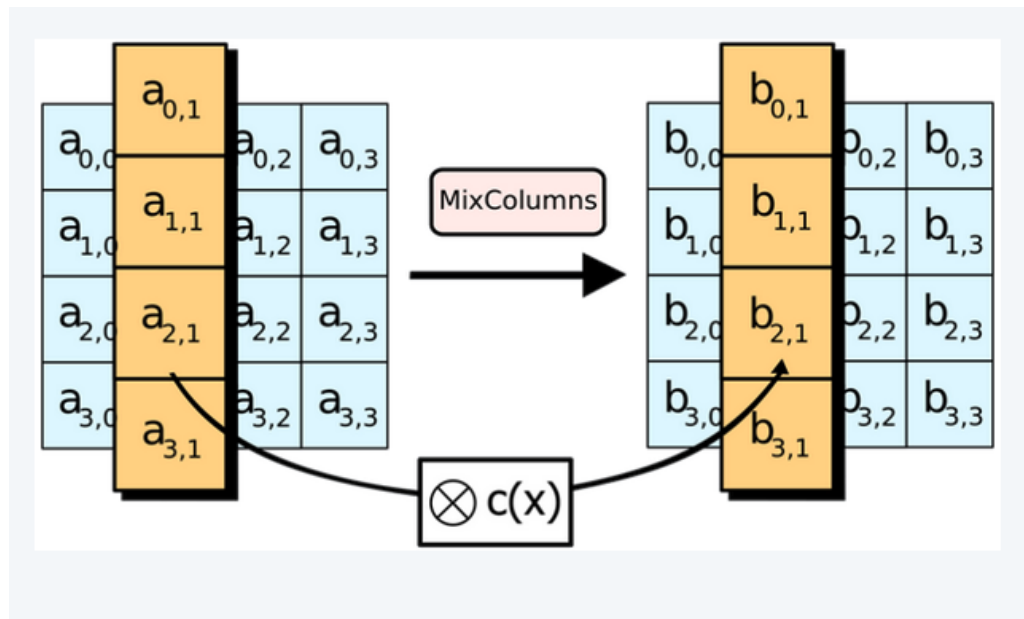 a0,1
a0,0 a0,2 a0,3
a1,1
a1,0 a1,2 a1,3
a2,1
a2,0 a2,2 a2,3
a3,1
a3,0 a3,2 a3,3
MixColumns
⊗ c(x)
b0,1
b0,0 b0,2 b0,3
b1,1
b1,0 b1,2 b1,3
b2,1
b2,0 b2,2 b2,3
b3,1
b3,0 b3,2 b3,3